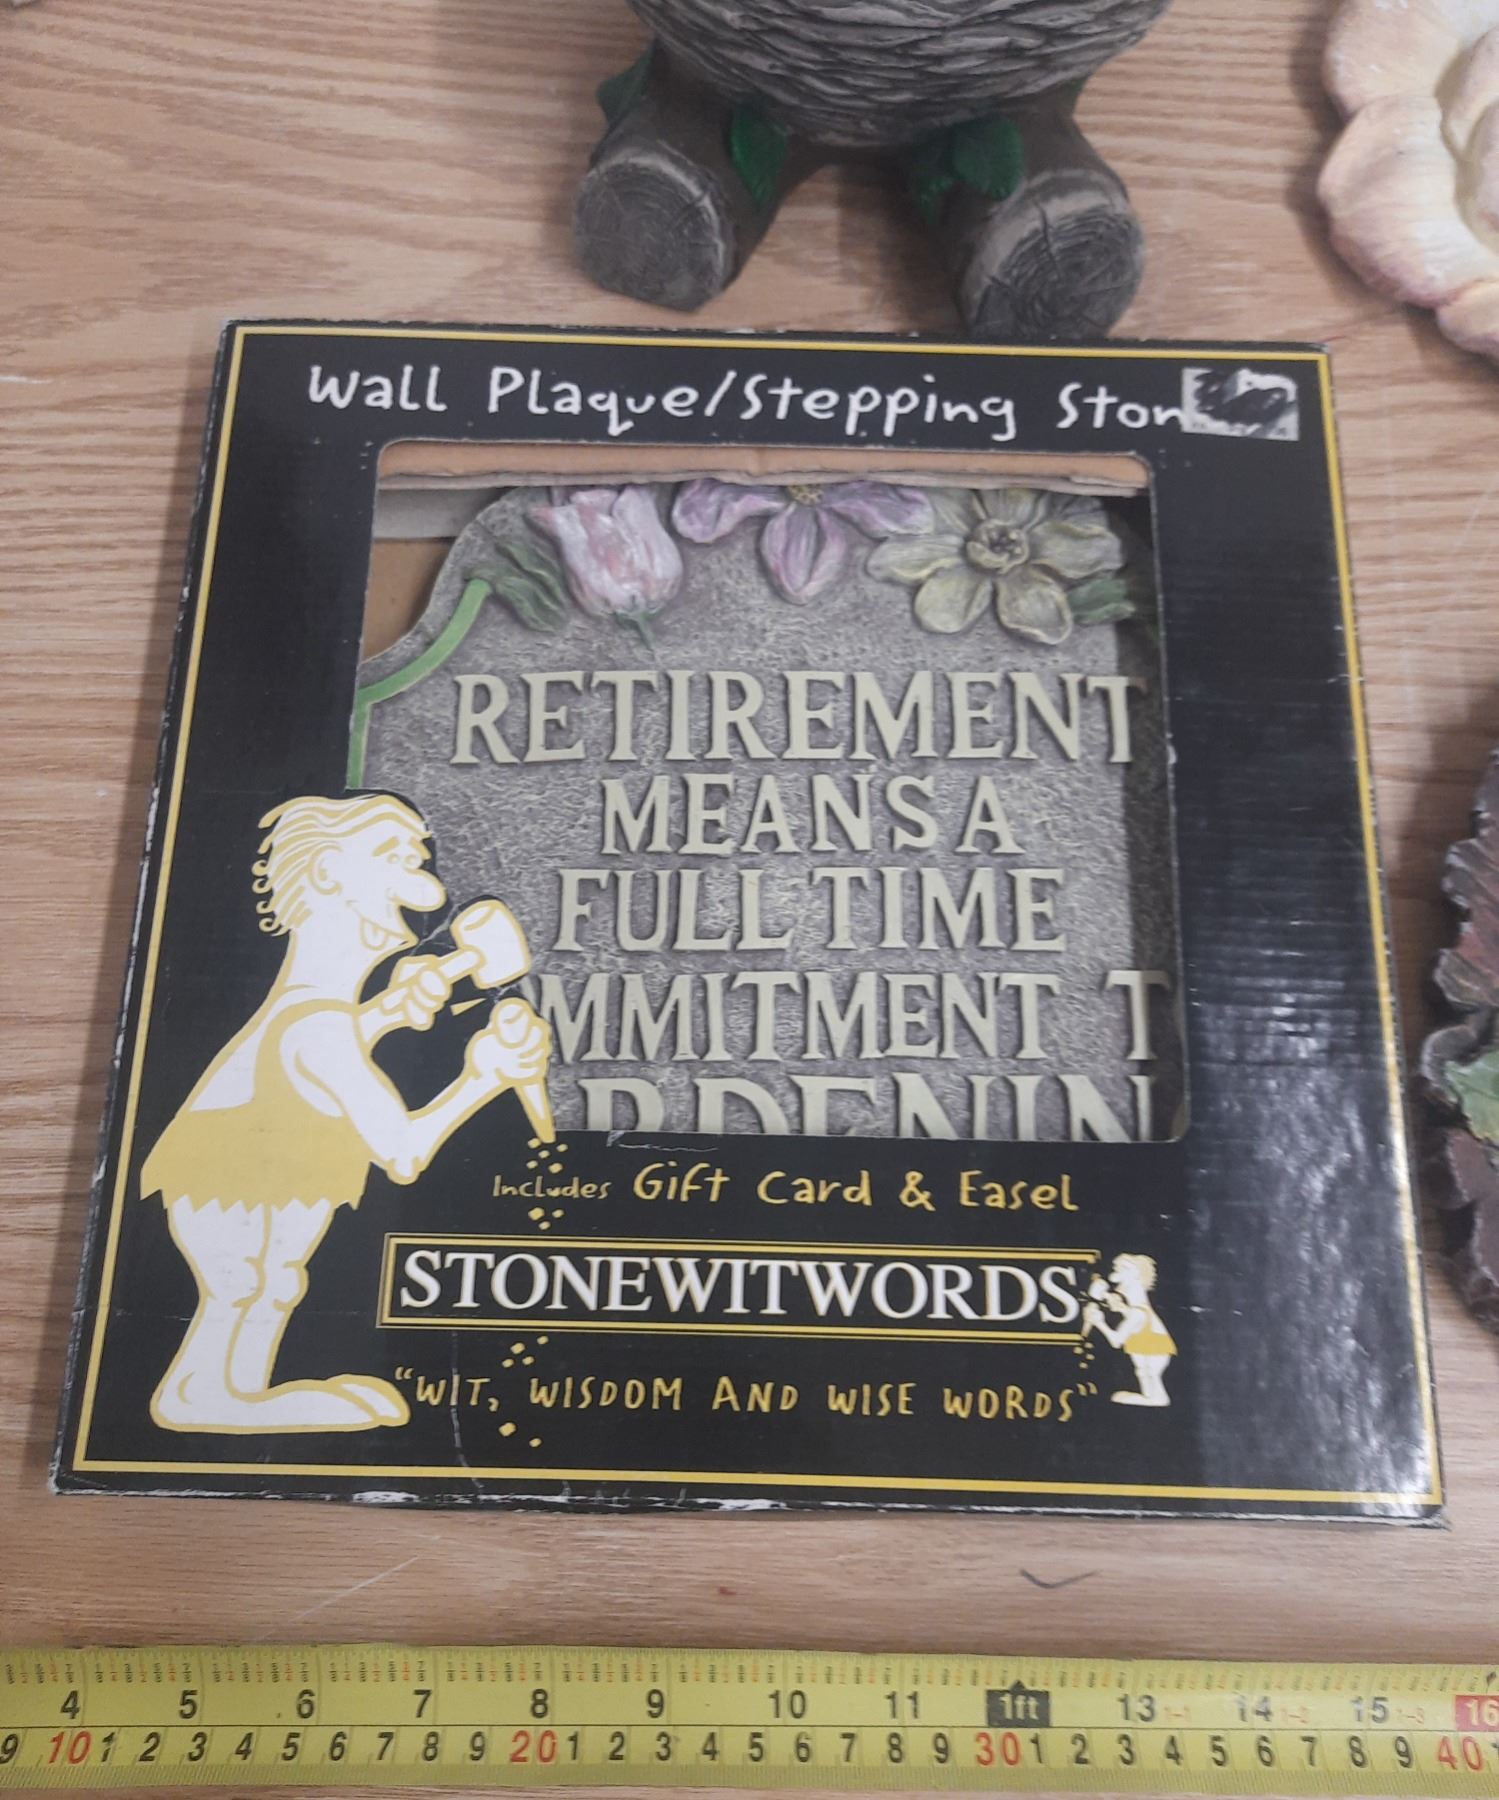 Wall Plaque/Stepping Ston
RETIREMENT
MEANS A
FULL TIME
MMITMENT T
RDENIN
Includes Gift Card & Easel
STONEWITWORDS
"WIT, WISDOM AND WISE WORDS"
4 5 6 7 8 9 10 11 1ft 13 14 15 16
9 10 1 2 3 4 5 6 7 8 9 20 1 2 3 4 5 6 7 8 9 30 1 2 3 4 5 6 7 8 9 40 1